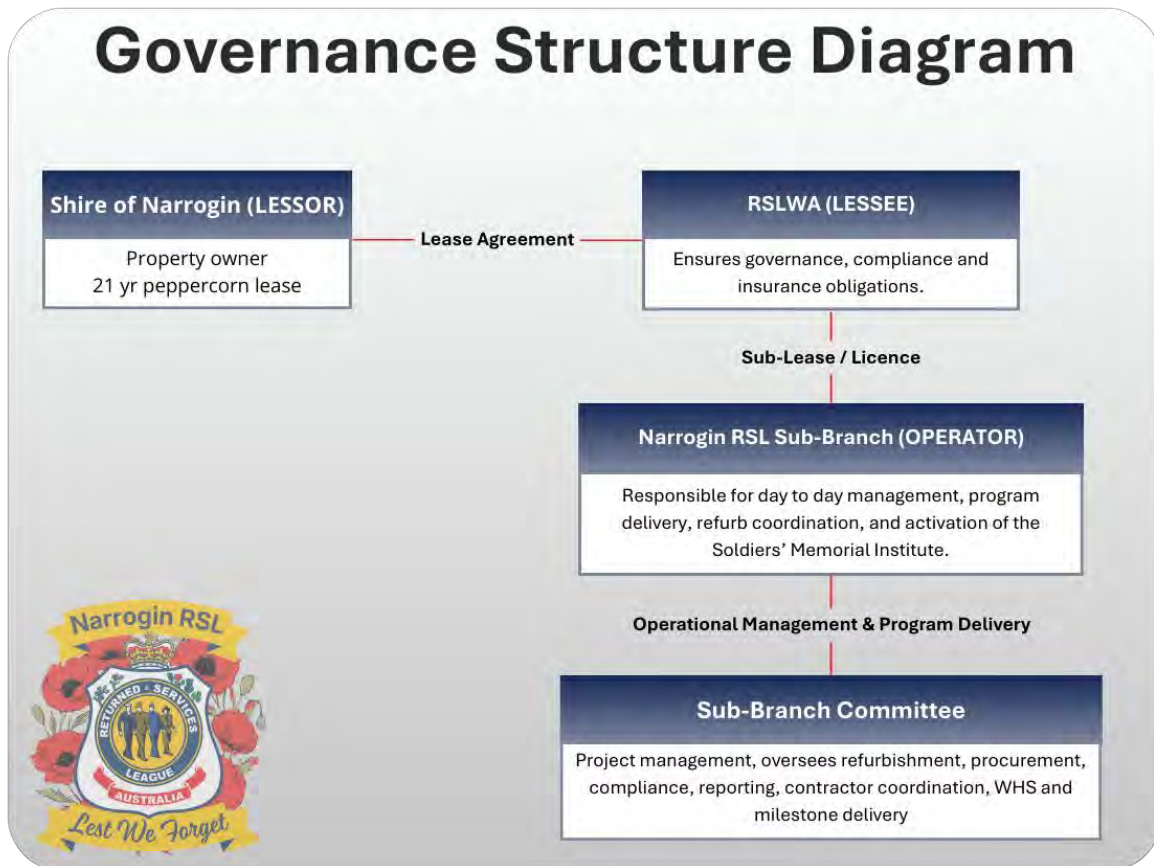 Governance Structure Diagram
Shire of Narrogin (LESSOR)
Property owner
21 yr peppercorn lease
Lease Agreement
RSLWA (LESSEE)
Ensures governance, compliance and
insurance obligations.
Sub-Lease / Licence
Narrogin RSL Sub-Branch (OPERATOR)
Responsible for day to day management, program
delivery, refurb coordination, and activation of the
Soldiers’ Memorial Institute.
Operational Management & Program Delivery
Sub-Branch Committee
Project management, oversees refurbishment, procurement,
compliance, reporting, contractor coordination, WHS and
milestone delivery
Narrogin RSL
RETURNED & SERVICES
LEAGUE
AUSTRALIA
Lest We Forget